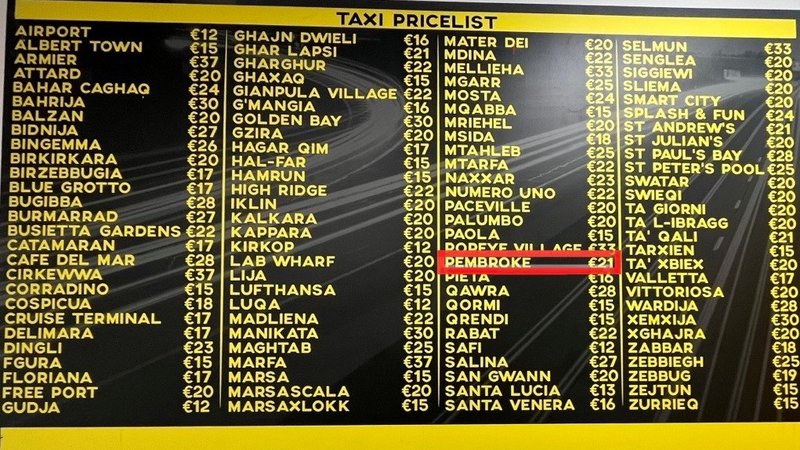 TAXI PRICELIST
AIRPORT €12
ALBERT TOWN €15
ARMIER €37
ATTARD €20
BAHAR CAGHAQ €24
BAHRIJA €30
BALZAN €20
BIDNIJA €27
BINGEMMA €26
BIRKIRKARA €20
BIRZEBBUGIA €17
BLUE GROTTO €17
BUGIBBA €28
BURMARRAD €27
BUSIETTA GARDENS €22
CATAMARAN €17
CAFE DEL MAR €28
CIRKEWWA €37
CORRADINO €15
COSPICUA €18
CRUISE TERMINAL €17
DELIMARA €17
DINGLI €23
FGURA €15
FLORIANA €17
FREE PORT €20
GUDJA €12
GHAJN DWIELI €16
GHAR LAPSI €15
GHARGHUR €22
GHAXAQ €15
GIANPULA VILLAGE €22
G'MANGIA €15
GOLDEN BAY €30
GZIRA €20
HAGAR QIM €20
HAL-FAR €15
HAMRUN €15
HIGH RIDGE €22
IKLIN €20
KALKARA €20
KAPPARA €20
KIRKOP €12
LAB WHARF €20
LIJA €20
LUFTHANSA €15
LUQA €12
MADLIENA €22
MANIKATA €30
MAGHTAB €25
MARFA €37
MARSA €15
MARSASCALA €20
MARSAXLOKK €15
MATER DEI €20
MDINA €22
MELLIEHA €33
MGARR €25
MOSTA €24
MQABBA €15
MRIEHEL €20
MSIDA €18
MTAHLEB €25
MTARFA €22
NAXXAR €23
NUMERO UNO €22
PACEVILLE €20
PALUMBO €20
PAOLA €15
POPEYE VILLAGE €33
PEMBROKE €21
PIETA €16
QAWRA €28
QORMI €15
QRENDI €15
RABAT €22
SAFI €12
SALINA €27
SAN GWANN €20
SANTA LUCIA €13
SANTA VENERA €16
SELMUN €33
SENGLEA €20
SIGGIEWI €20
SLIEMA €20
SMART CITY €20
SPLASH & FUN €24
ST ANDREW'S €21
ST JULIAN'S €20
ST PAUL'S BAY €28
ST PETER'S POOL €25
SWATAR €20
SWIEQI €20
TA GIORNI €20
TA L-IBRAGG €20
TA' QALI €21
TARXIEN €15
TA' XBIEX €20
VALLETTA €17
VITTORIOSA €20
WARDIJA €28
XEMXIJA €30
XGHAJRA €20
ZABBAR €18
ZEBBIEGH €25
ZEBBUG €19
ZEJTUN €15
ZURRIEQ €15